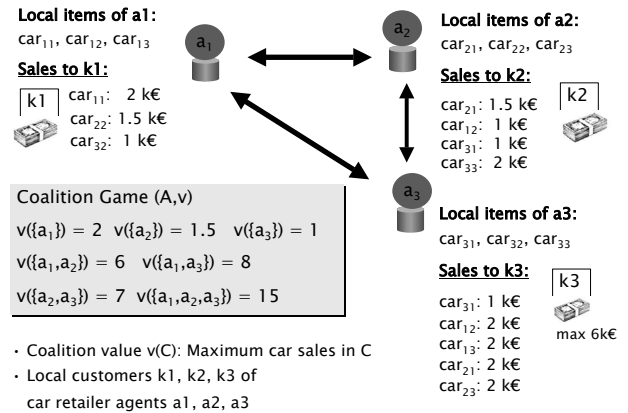 Local items of a1:
car11, car12, car13
Sales to k1:
k1
car11: 2 k€
car22: 1.5 k€
car32: 1 k€
a1
a2
Local items of a2:
car21, car22, car23
Sales to k2:
car21: 1.5 k€
car12: 1 k€
car31: 1 k€
car33: 2 k€
k2
a3
Local items of a3:
car31, car32, car33
Sales to k3:
car31: 1 k€
car12: 2 k€
car13: 2 k€
car21: 2 k€
car23: 2 k€
k3
max 6k€
Coalition Game (A,v)
v({a1}) = 2 v({a2}) = 1.5 v({a3}) = 1
v({a1,a2}) = 6 v({a1,a3}) = 8
v({a2,a3}) = 7 v({a1,a2,a3}) = 15
• Coalition value v(C): Maximum car sales in C
• Local customers k1, k2, k3 of
car retailer agents a1, a2, a3